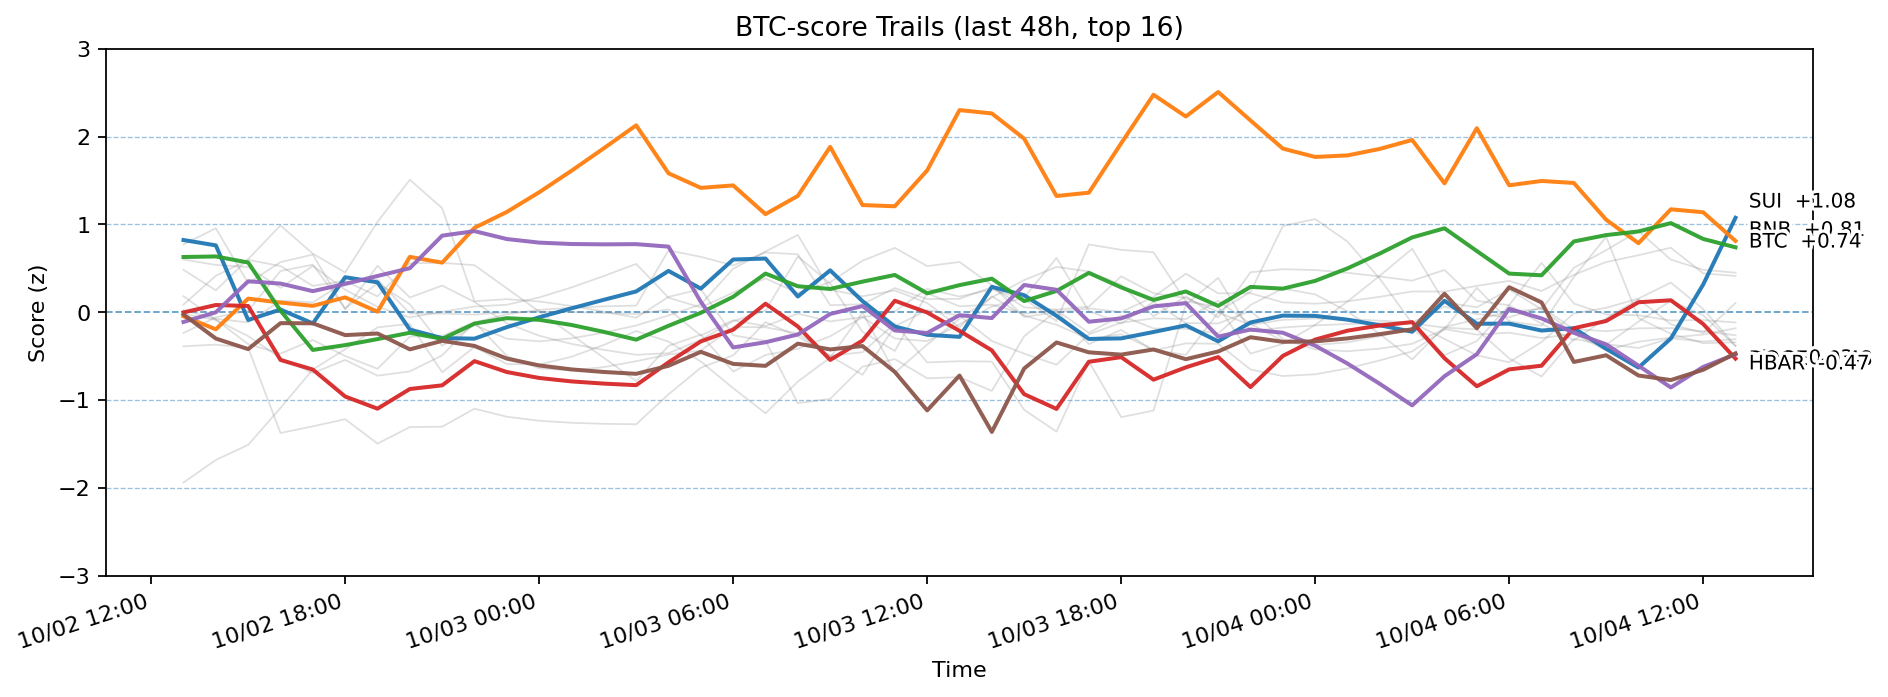 BTC-score Trails (last 48h, top 16)
Score (z)
3
2
1
0
−1
−2
−3
SUI +1.08
BNB +0.81
BTC +0.74
HBAR -0.47
10/02 12:00
10/02 18:00
10/03 00:00
10/03 06:00
10/03 12:00
10/03 18:00
10/04 00:00
10/04 06:00
10/04 12:00
Time